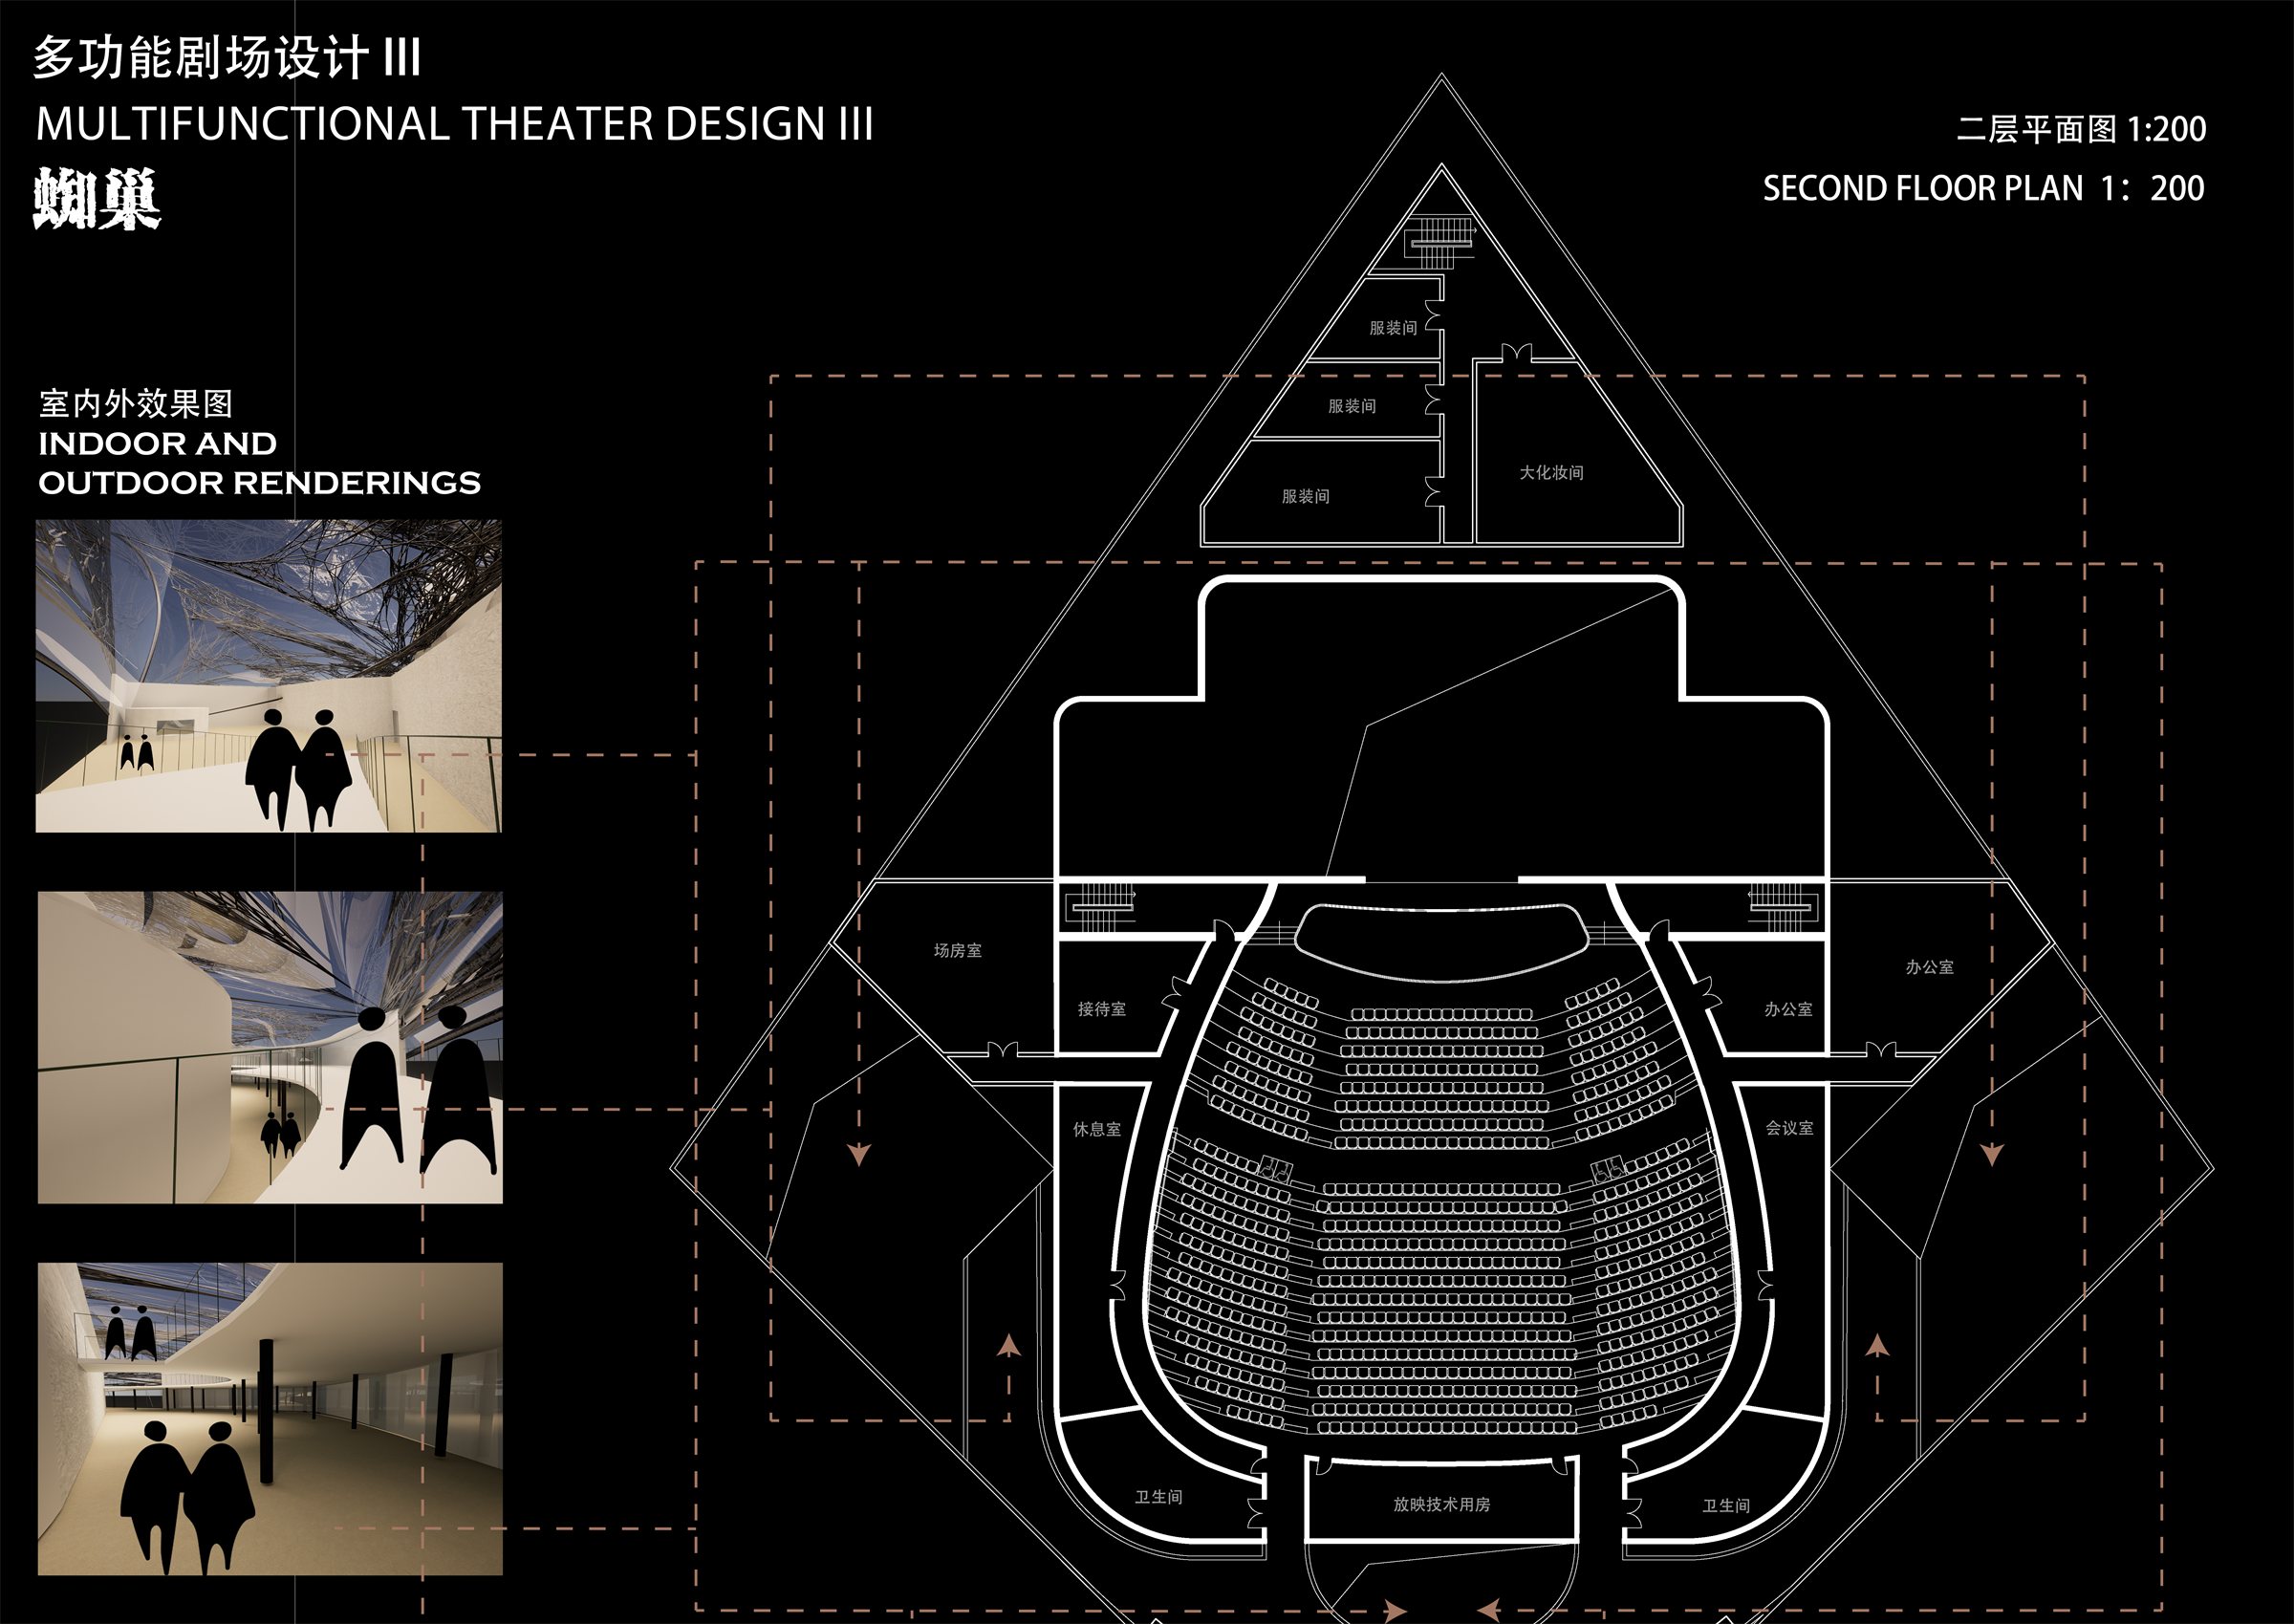 多功能剧场设计 III
MULTIFUNCTIONAL THEATER DESIGN III
蜘巢
二层平面图 1:200
SECOND FLOOR PLAN 1：200
室内外效果图
INDOOR AND
OUTDOOR RENDERINGS
服装间
服装间
大化妆间
服装间
场房室
办公室
接待室
办公室
休息室
会议室
卫生间
放映技术用房
卫生间